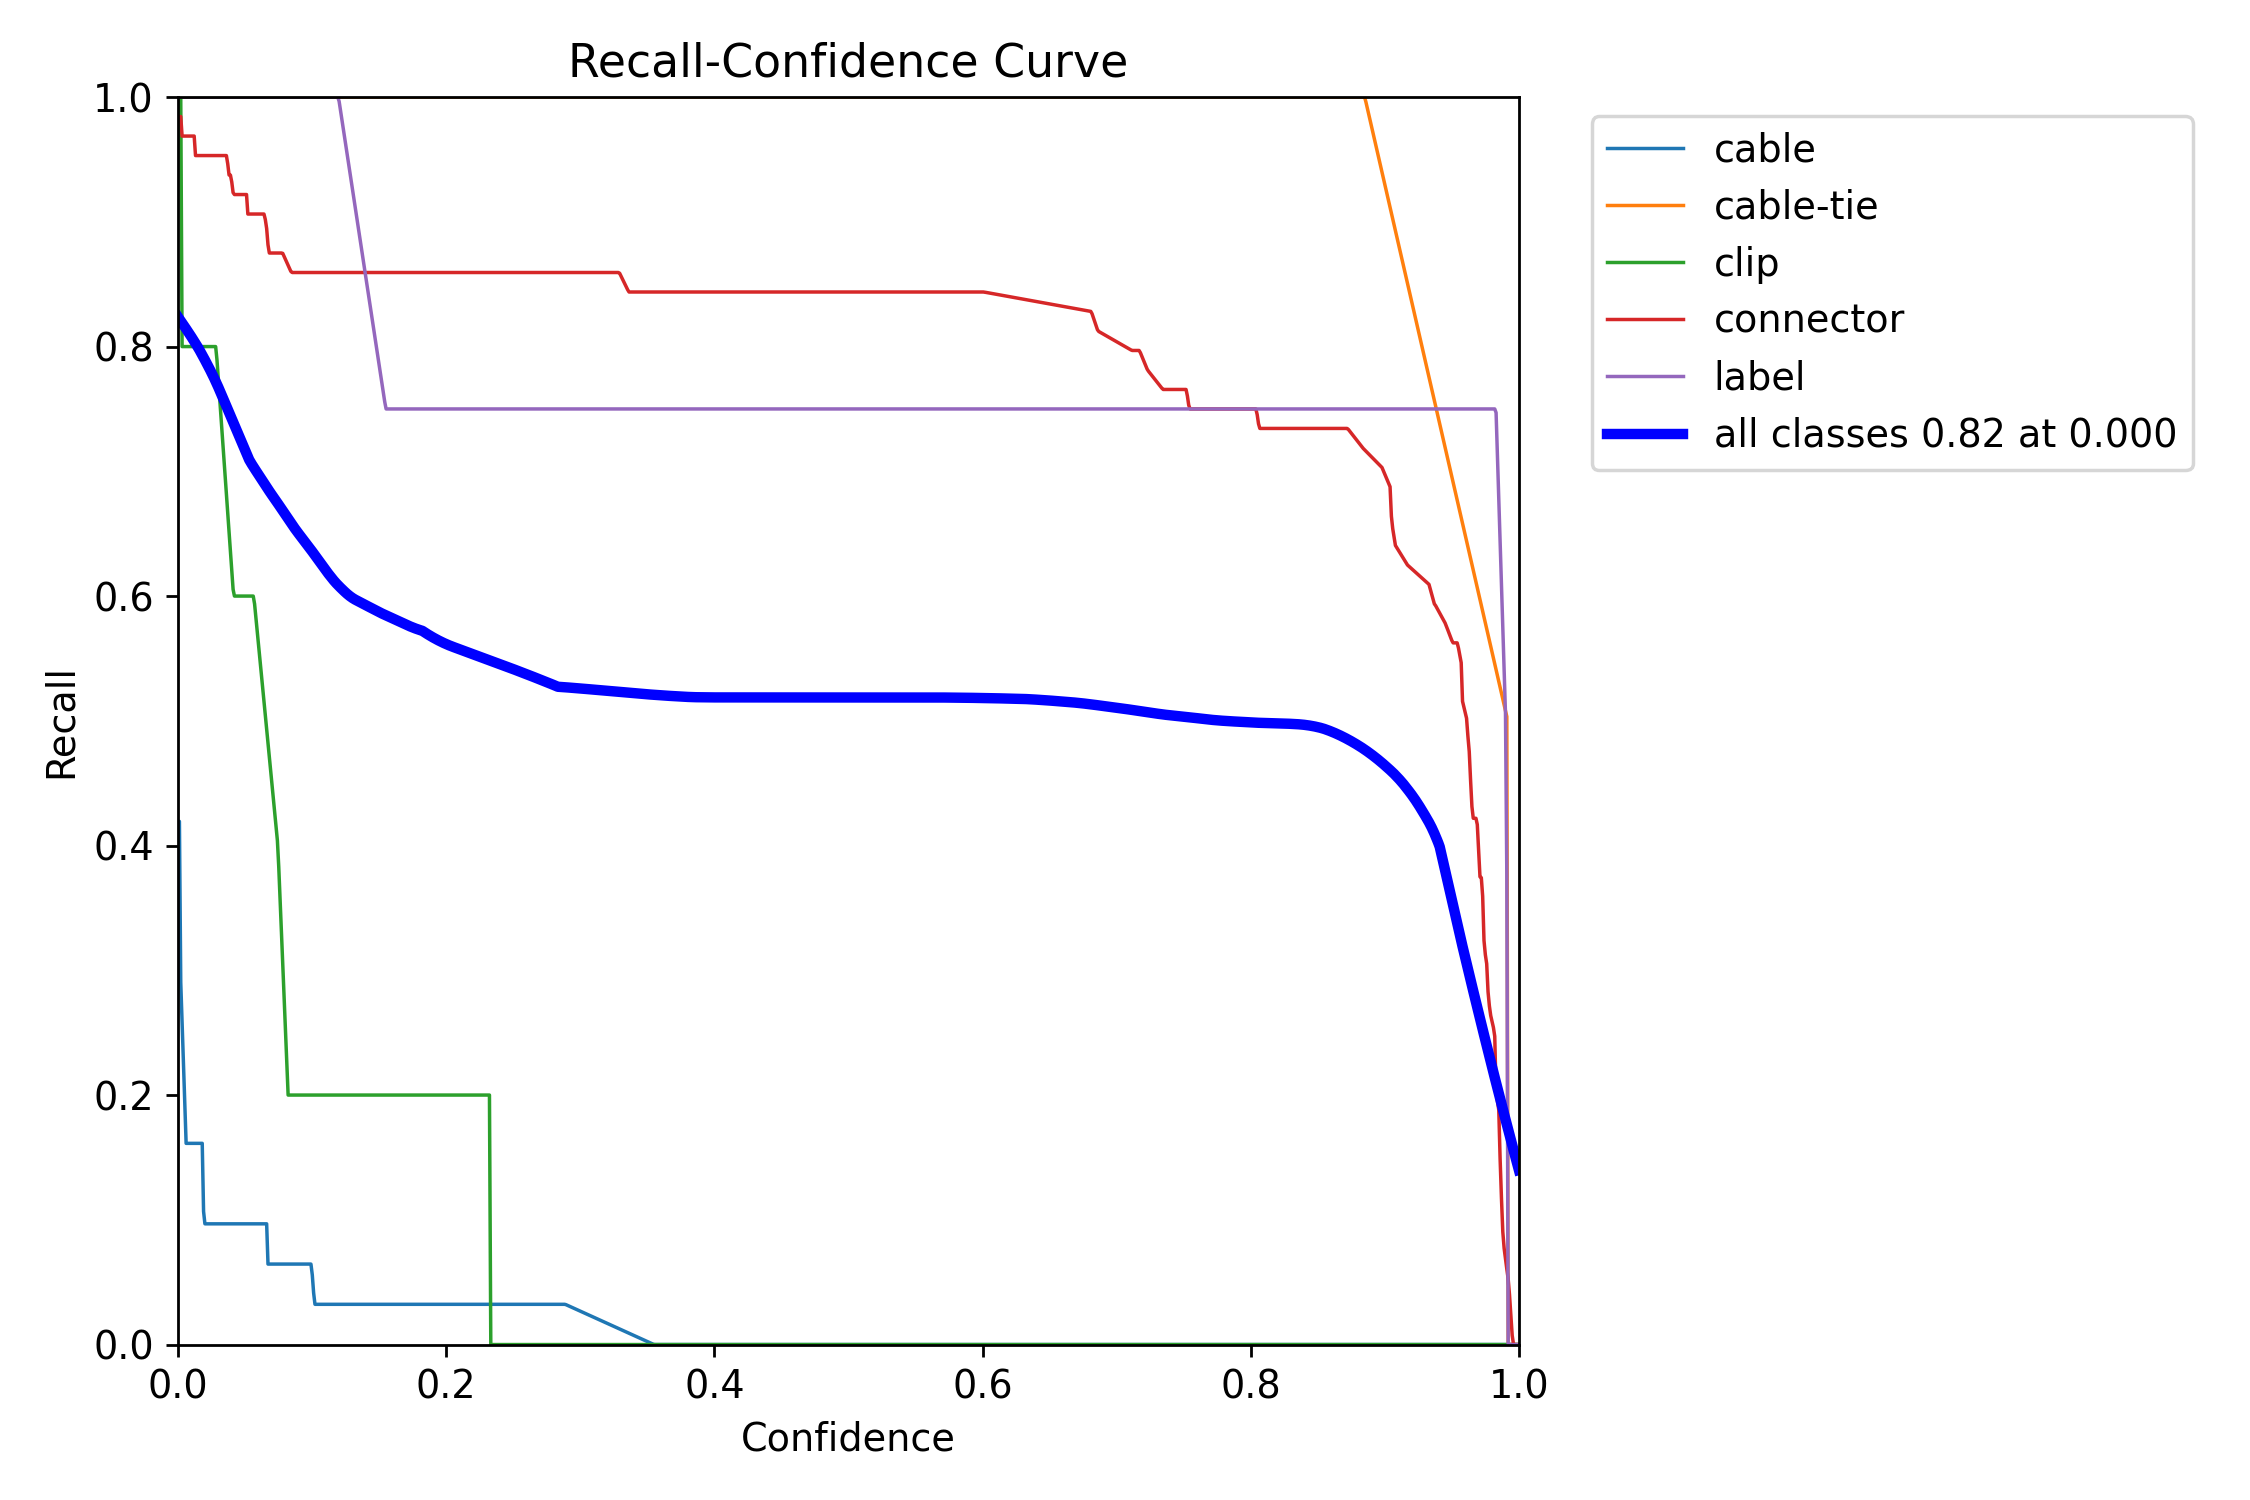 Recall-Confidence Curve
1.0
0.8
0.6
0.4
0.2
0.0
Recall
0.0 0.2 0.4 0.6 0.8 1.0
Confidence
cable
cable-tie
clip
connector
label
all classes 0.82 at 0.000